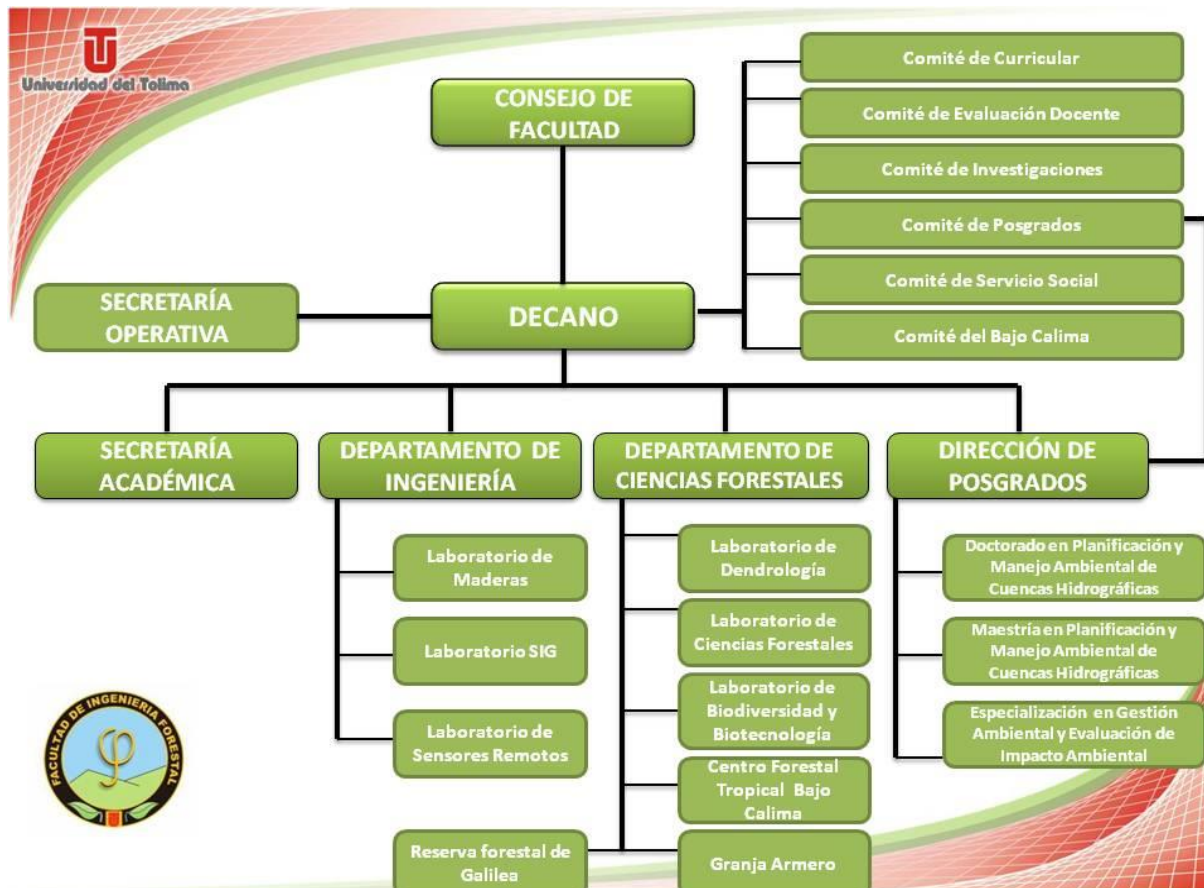 Universidad del Tolima
CONSEJO DE
FACULTAD
Comité de Curricular
Comité de Evaluación Docente
Comité de Investigaciones
Comité de Posgrados
Comité de Servicio Social
Comité del Bajo Calima
SECRETARÍA
OPERATIVA
DECANO
SECRETARÍA
ACADÉMICA
DEPARTAMENTO DE
INGENIERÍA
DEPARTAMENTO DE
CIENCIAS FORESTALES
DIRECCIÓN DE
POSGRADOS
Laboratorio de
Maderas
Laboratorio SIG
Laboratorio de
Sensores Remotos
Laboratorio de
Dendrología
Laboratorio de
Ciencias Forestales
Laboratorio de
Biodiversidad y
Biotecnología
Centro Forestal
Tropical Bajo
Calima
Reserva forestal de
Galilea
Granja Armero
Doctorado en Planificación y
Manejo Ambiental de
Cuencas Hidrográficas
Maestría en Planificación y
Manejo Ambiental de
Cuencas Hidrográficas
Especialización en Gestión
Ambiental y Evaluación de
Impacto Ambiental
FACULTAD DE INGENIERIA FORESTAL